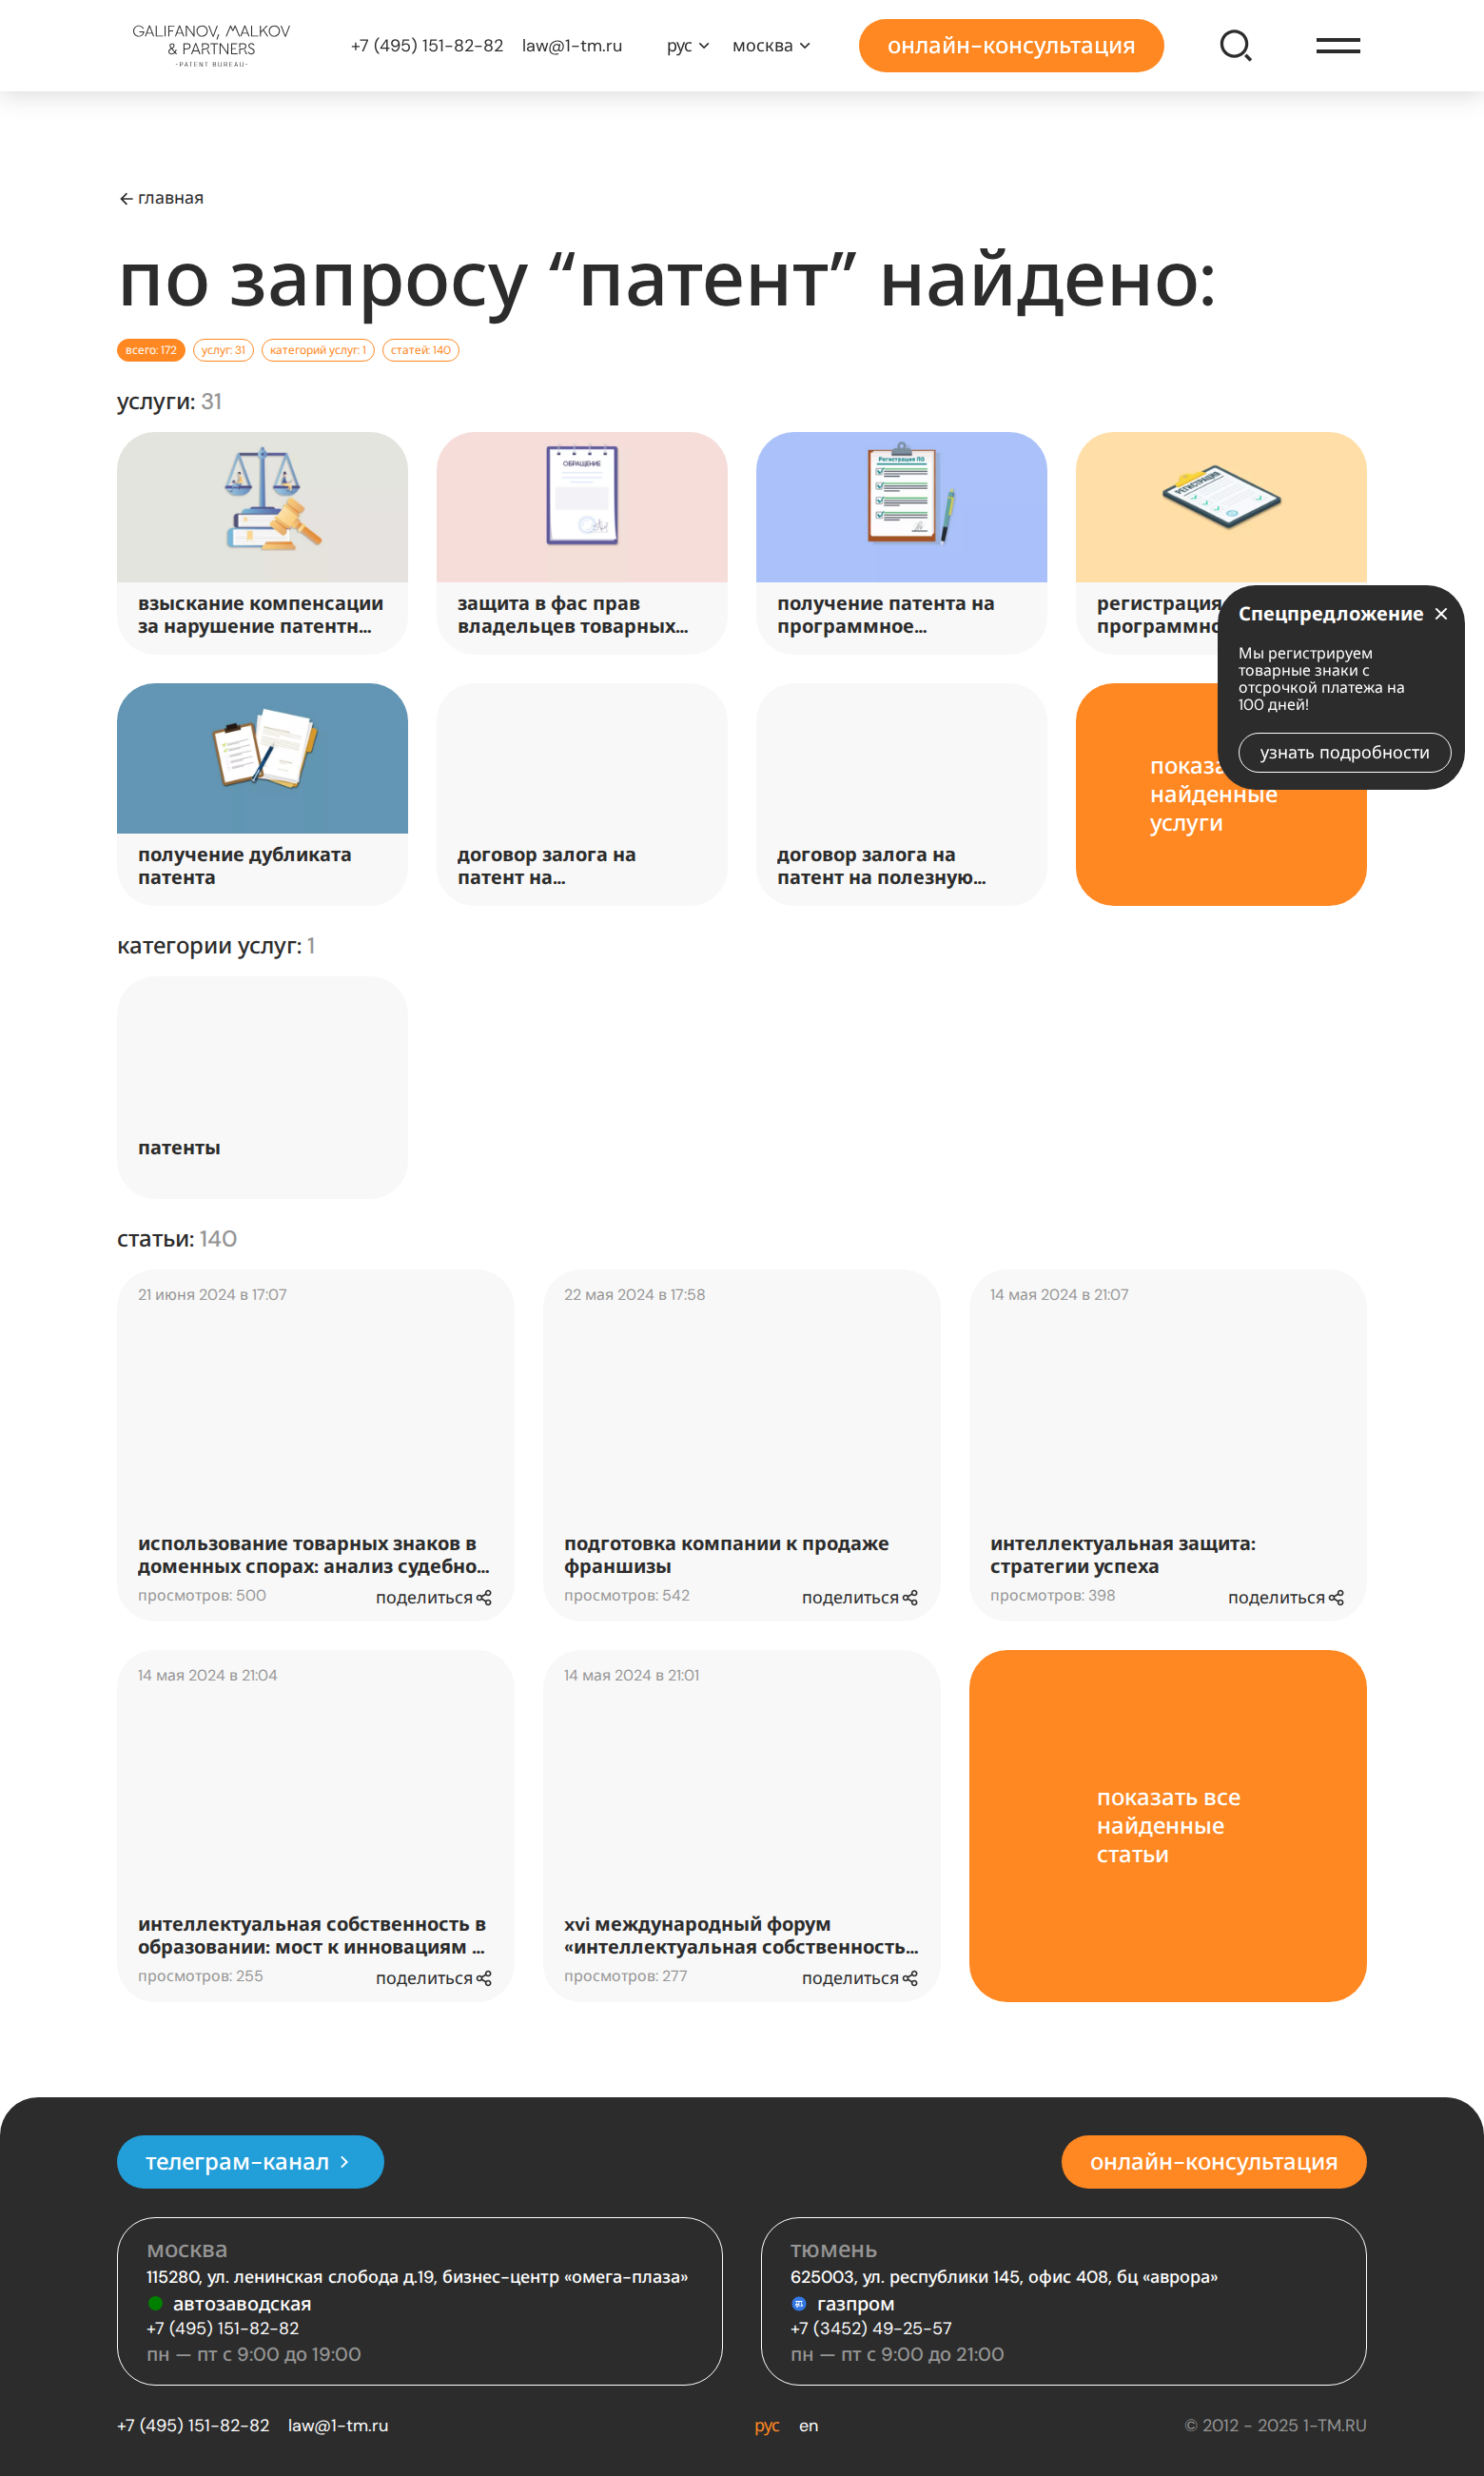 GALIFANOV, MALKOV
& PARTNERS
·PATENT BUREAU·
+7 (495) 151-82-82 law@1-tm.ru рус москва онлайн-консультация
главная
по запросу “патент” найдено:
всего: 172 услуг: 31 категорий услуг: 1 статей: 140
услуги: 31
ОБРАЩЕНИЕ
Регистрация ПО
РЕГИСТРАЦИЯ
взыскание компенсации
за нарушение патентн...
защита в фас прав
владельцев товарных...
получение патента на
программное...
регистрация
программно
Спецпредложение
Мы регистрируем
товарные знаки с
отсрочкой платежа на
100 дней!
узнать подробности
получение дубликата
патента
договор залога на
патент на...
договор залога на
патент на полезную...
найденные
услуги
категории услуг: 1
патенты
статьи: 140
21 июня 2024 в 17:07
использование товарных знаков в
доменных спорах: анализ судебно...
просмотров: 500 поделиться
22 мая 2024 в 17:58
подготовка компании к продаже
франшизы
просмотров: 542 поделиться
14 мая 2024 в 21:07
интеллектуальная защита:
стратегии успеха
просмотров: 398 поделиться
14 мая 2024 в 21:04
интеллектуальная собственность в
образовании: мост к инновациям ...
просмотров: 255 поделиться
14 мая 2024 в 21:01
xvi международный форум
«интеллектуальная собственность...
просмотров: 277 поделиться
показать все
найденные
статьи
телеграм-канал
онлайн-консультация
москва
115280, ул. ленинская слобода д.19, бизнес-центр «омега-плаза»
автозаводская
+7 (495) 151-82-82
пн — пт с 9:00 до 19:00
тюмень
625003, ул. республики 145, офис 408, бц «аврора»
газпром
+7 (3452) 49-25-57
пн — пт с 9:00 до 21:00
+7 (495) 151-82-82 law@1-tm.ru рус en © 2012 - 2025 1-TM.RU